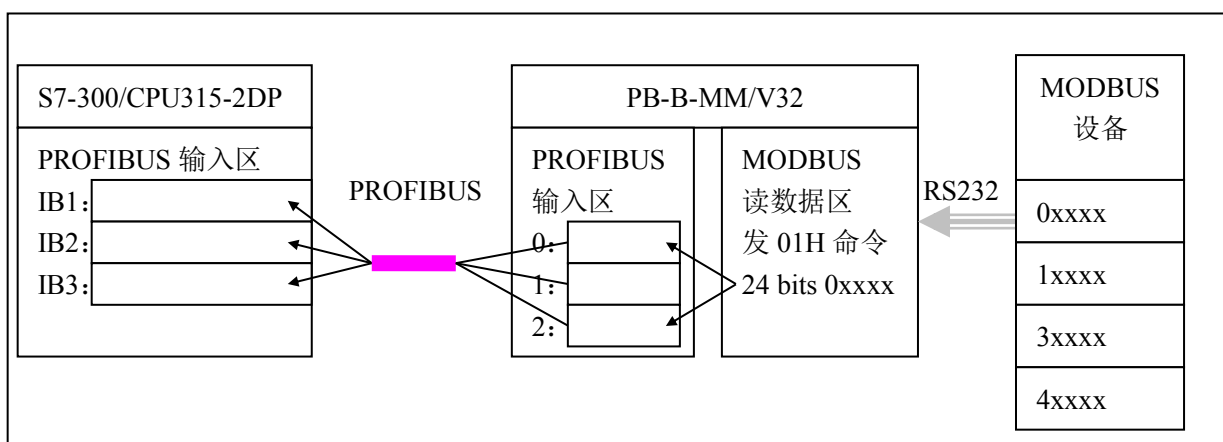 S7-300/CPU315-2DP
PROFIBUS 输入区
IB1:
IB2:
IB3:
PROFIBUS
PB-B-MM/V32
PROFIBUS
输入区
0:
1:
2:
MODBUS
读数据区
发 01H 命令
24 bits 0xxxx
RS232
MODBUS
设备
0xxxx
1xxxx
3xxxx
4xxxx